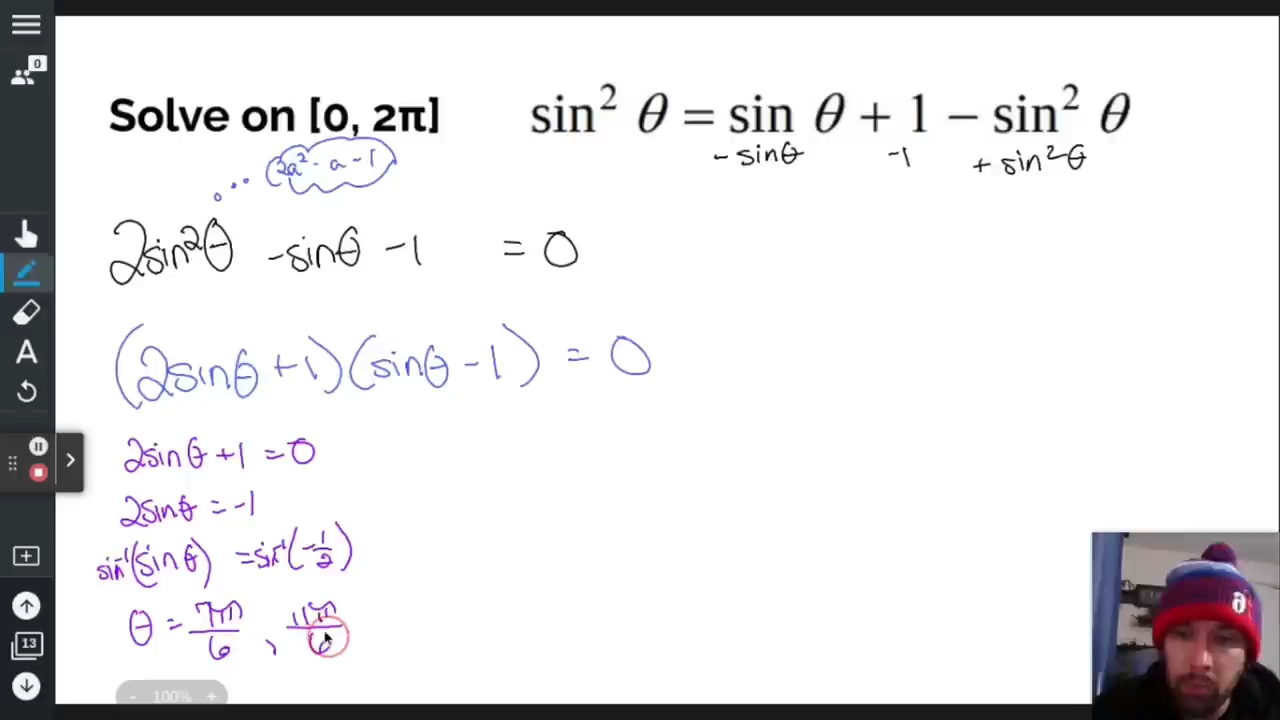 0
Solve on [0, 2π]
sin² θ = sin θ + 1 − sin² θ
- sinθ -1 + sin²θ
(2a² - a - 1)
2sin²θ - sinθ - 1 = 0
(2sinθ + 1)(sinθ - 1) = 0
2sinθ + 1 = 0
2sinθ = -1
sin⁻¹(sinθ) = sin⁻¹(-1/2)
θ = 7π/6 , 11π/6
A
13
- 100% +